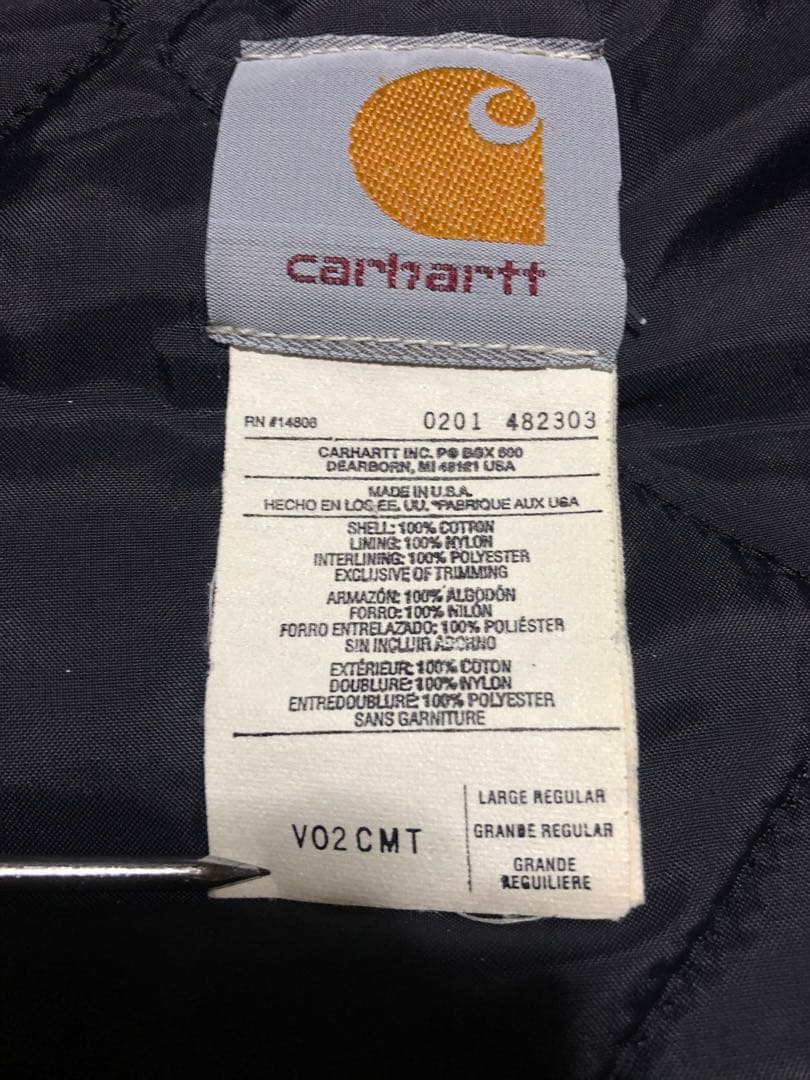 carhartt
RN #14806 0201 482303
CARHARTT INC. PO BOX 600
DEARBORN, MI 48121 USA
MADE IN U.S.A.
HECHO EN LOS EE. UU. *FABRIQUE AUX USA
SHELL: 100% COTTON
LINING: 100% NYLON
INTERLINING: 100% POLYESTER
EXCLUSIVE OF TRIMMING
ARMAZÓN: 100% ALGODÓN
FORRO: 100% NILÓN
FORRO ENTRELAZADO: 100% POLIÉSTER
SIN INCLUIR ADORNO
EXTÉRIEUR: 100% COTON
DOUBLURE: 100% NYLON
ENTREDOUBLURE: 100% POLYESTER
SANS GARNITURE
V02 CMT
LARGE REGULAR
GRANDE REGULAR
GRANDE
REGUILIERE